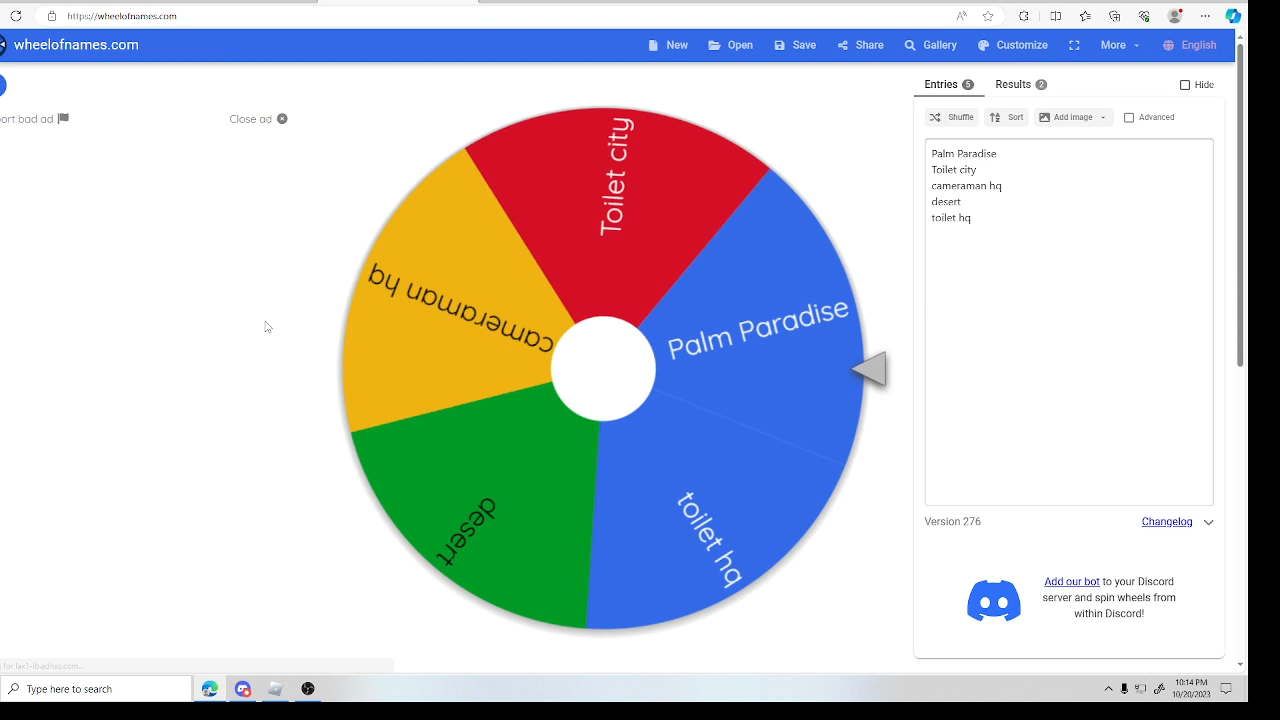 https://wheelofnames.com
wheelofnames.com
New
Open
Save
Share
Gallery
Customize
More
English
ort bad ad
Close ad
Entries 5
Results 2
Hide
Shuffle
Sort
Add image
Advanced
Palm Paradise
Toilet city
cameraman hq
desert
toilet hq
Toilet city
Palm Paradise
cameraman hq
desert
toilet hq
Version 276
Changelog
Add our bot to your Discord
server and spin wheels from
within Discord!
Type here to search
10:14 PM
10/20/2023